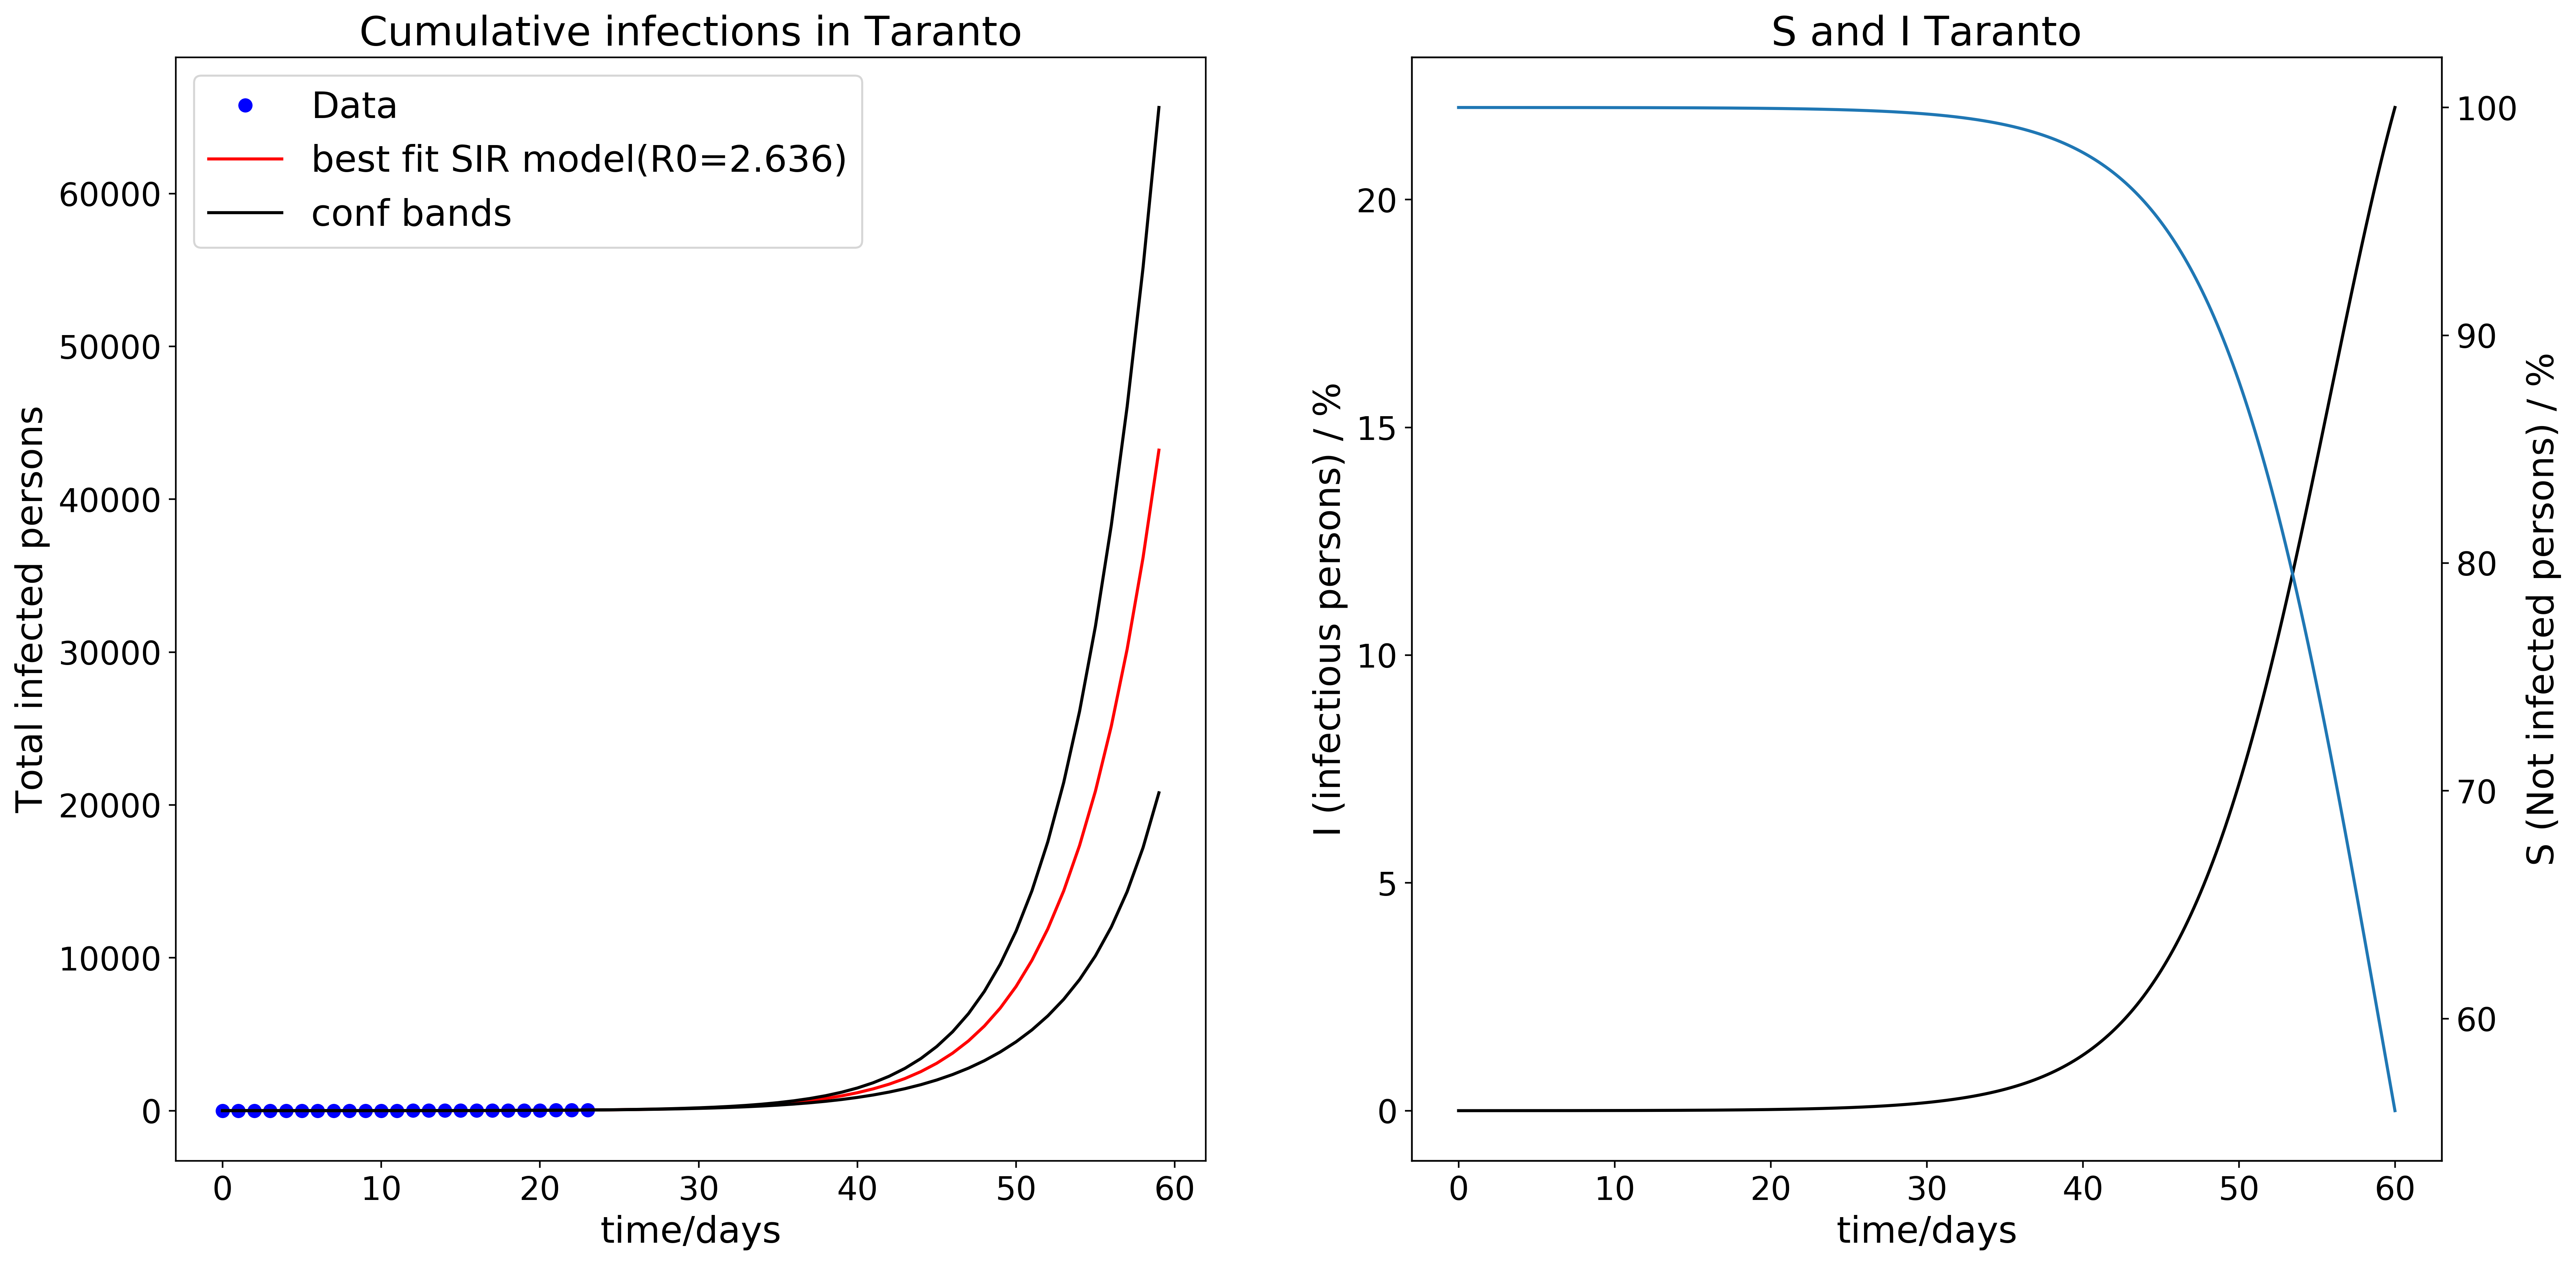 Cumulative infections in Taranto
Data
best fit SIR model(R0=2.636)
conf bands
Total infected persons
60000
50000
40000
30000
20000
10000
0
0 10 20 30 40 50 60
time/days
S and I Taranto
I (infectious persons) / %
20
15
10
5
0
0 10 20 30 40 50 60
time/days
100
90
80
70
60
S (Not infected persons) / %